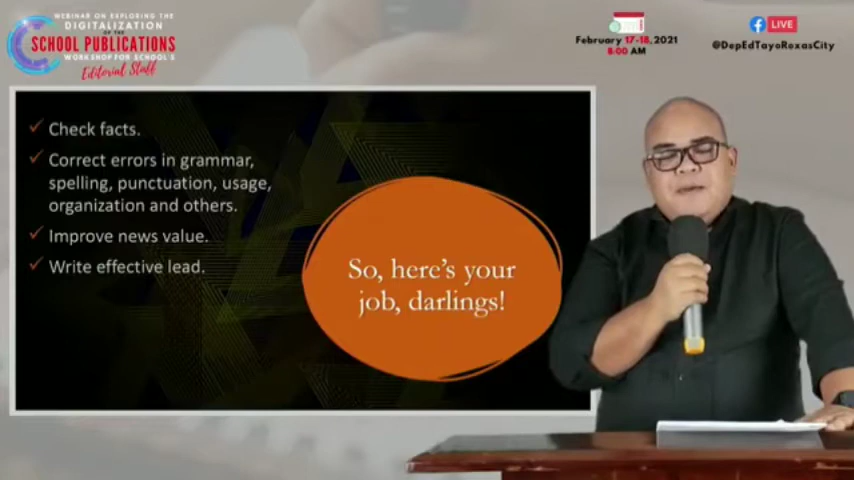 WEBINAR ON EXPLORING THE
DIGITALIZATION
OF THE
SCHOOL PUBLICATIONS
WORKSHOP FOR SCHOOLS
Editorial Staff
February 17-18, 2021
8:00 AM
LIVE
@DepEdTayoRoxasCity
✓ Check facts.
✓ Correct errors in grammar,
spelling, punctuation, usage,
organization and others.
✓ Improve news value.
✓ Write effective lead.
So, here's your
job, darlings!